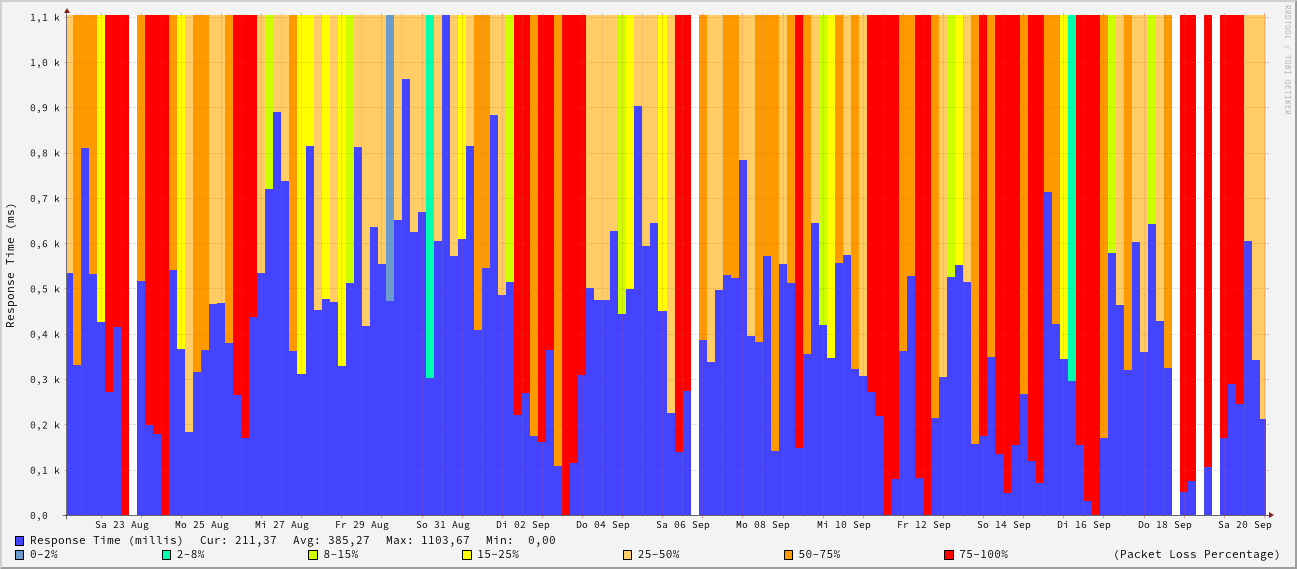 RRDTOOL / TOBI OETIKER
Response Time (ms)
1,1 k
1,0 k
0,9 k
0,8 k
0,7 k
0,6 k
0,5 k
0,4 k
0,3 k
0,2 k
0,1 k
0,0
Sa 23 Aug Mo 25 Aug Mi 27 Aug Fr 29 Aug So 31 Aug Di 02 Sep Do 04 Sep Sa 06 Sep Mo 08 Sep Mi 10 Sep Fr 12 Sep So 14 Sep Di 16 Sep Do 18 Sep Sa 20 Sep
Response Time (millis) Cur: 211,37 Avg: 385,27 Max: 1103,67 Min: 0,00
0-2% 2-8% 8-15% 15-25% 25-50% 50-75% 75-100% (Packet Loss Percentage)